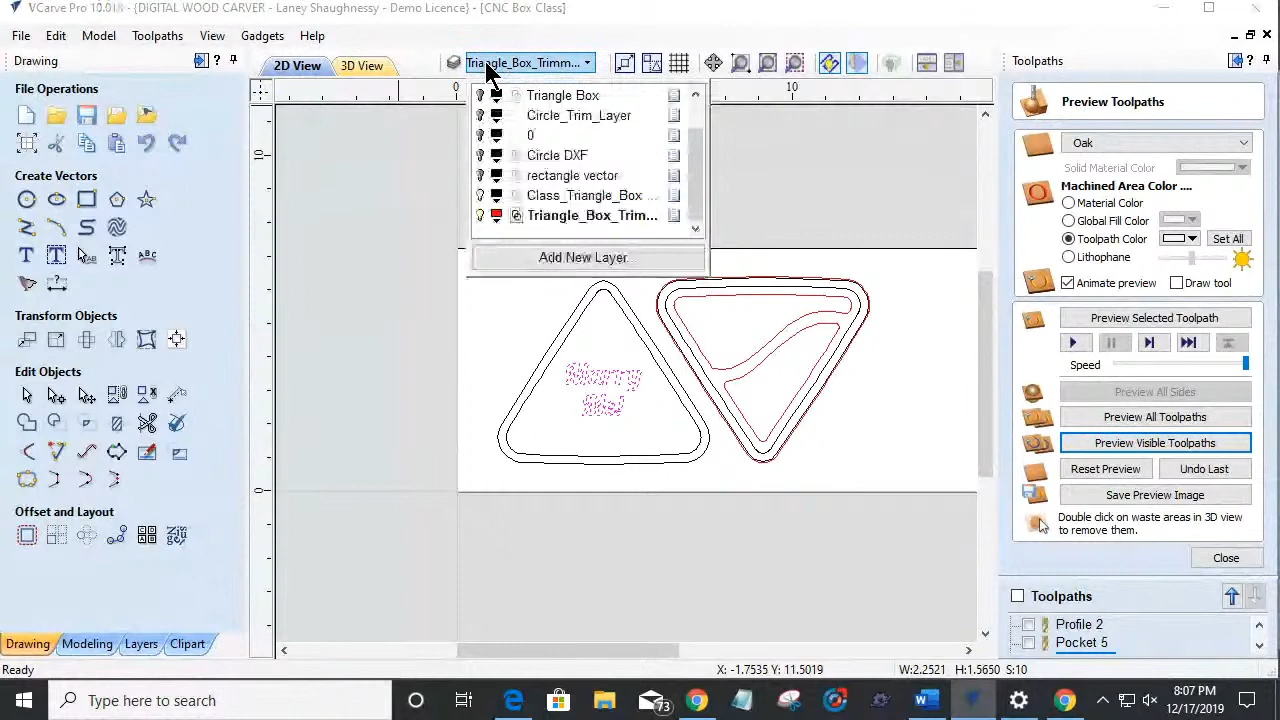 VCarve Pro 10.018 - {DIGITAL WOOD CARVER - Laney Shaughnessy - Demo Licence} - [CNC Box Class]
File Edit Model Toolpaths View Gadgets Help
Drawing
?
2D View
3D View
Triangle_Box_Trimm...
Toolpaths
?
File Operations
Create Vectors
Transform Objects
Edit Objects
Offset and Layout
Drawing Modeling Layers Clipart
0
10
10
0
Triangle Box
Circle_Trim_Layer
0
Circle DXF
rectangle vector
Class_Triangle_Box ...
Triangle_Box_Trim...
Add New Layer
Merry
Preview Toolpaths
Oak
Solid Material Color
Machined Area Color ....
Material Color
Global Fill Color
Toolpath Color
Set All
Lithophane
Animate preview
Draw tool
Preview Selected Toolpath
Speed
Preview All Sides
Preview All Toolpaths
Preview Visible Toolpaths
Reset Preview
Undo Last
Save Preview Image
Double click on waste areas in 3D view
to remove them.
Close
Toolpaths
Profile 2
Pocket 5
Ready
X: -1.7535 Y: 11.5019
W:2.2521 H:1.5650 S:10
Type here to search
73
8:07 PM
12/17/2019